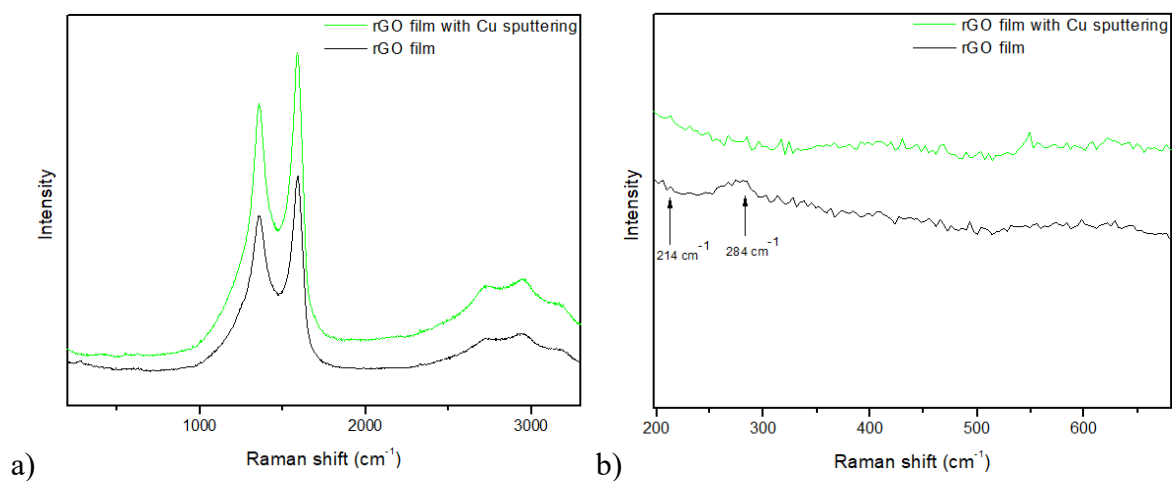 rGO film with Cu sputtering
rGO film
Intensity
1000
2000
3000
Raman shift (cm⁻¹)
a)
rGO film with Cu sputtering
rGO film
Intensity
214 cm⁻¹
284 cm⁻¹
200
300
400
500
600
Raman shift (cm⁻¹)
b)